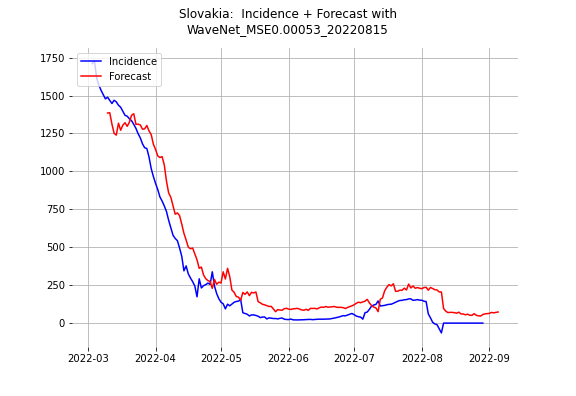 Slovakia:  Incidence + Forecast with
WaveNet_MSE0.00053_20220815
1750
1500
1250
1000
750
500
250
0
Incidence
Forecast
2022-03 2022-04 2022-05 2022-06 2022-07 2022-08 2022-09